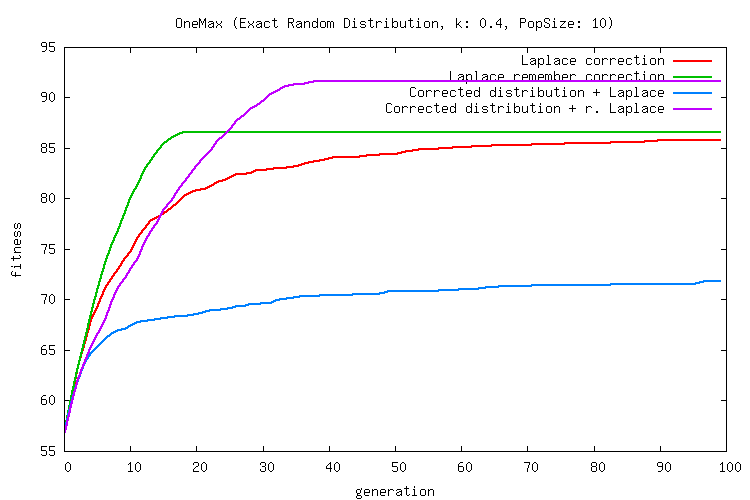 OneMax (Exact Random Distribution, k: 0.4, PopSize: 10)
95
90
85
80
75
70
65
60
55
fitness
Laplace correction
Laplace remember correction
Corrected distribution + Laplace
Corrected distribution + r. Laplace
0 10 20 30 40 50 60 70 80 90 100
generation